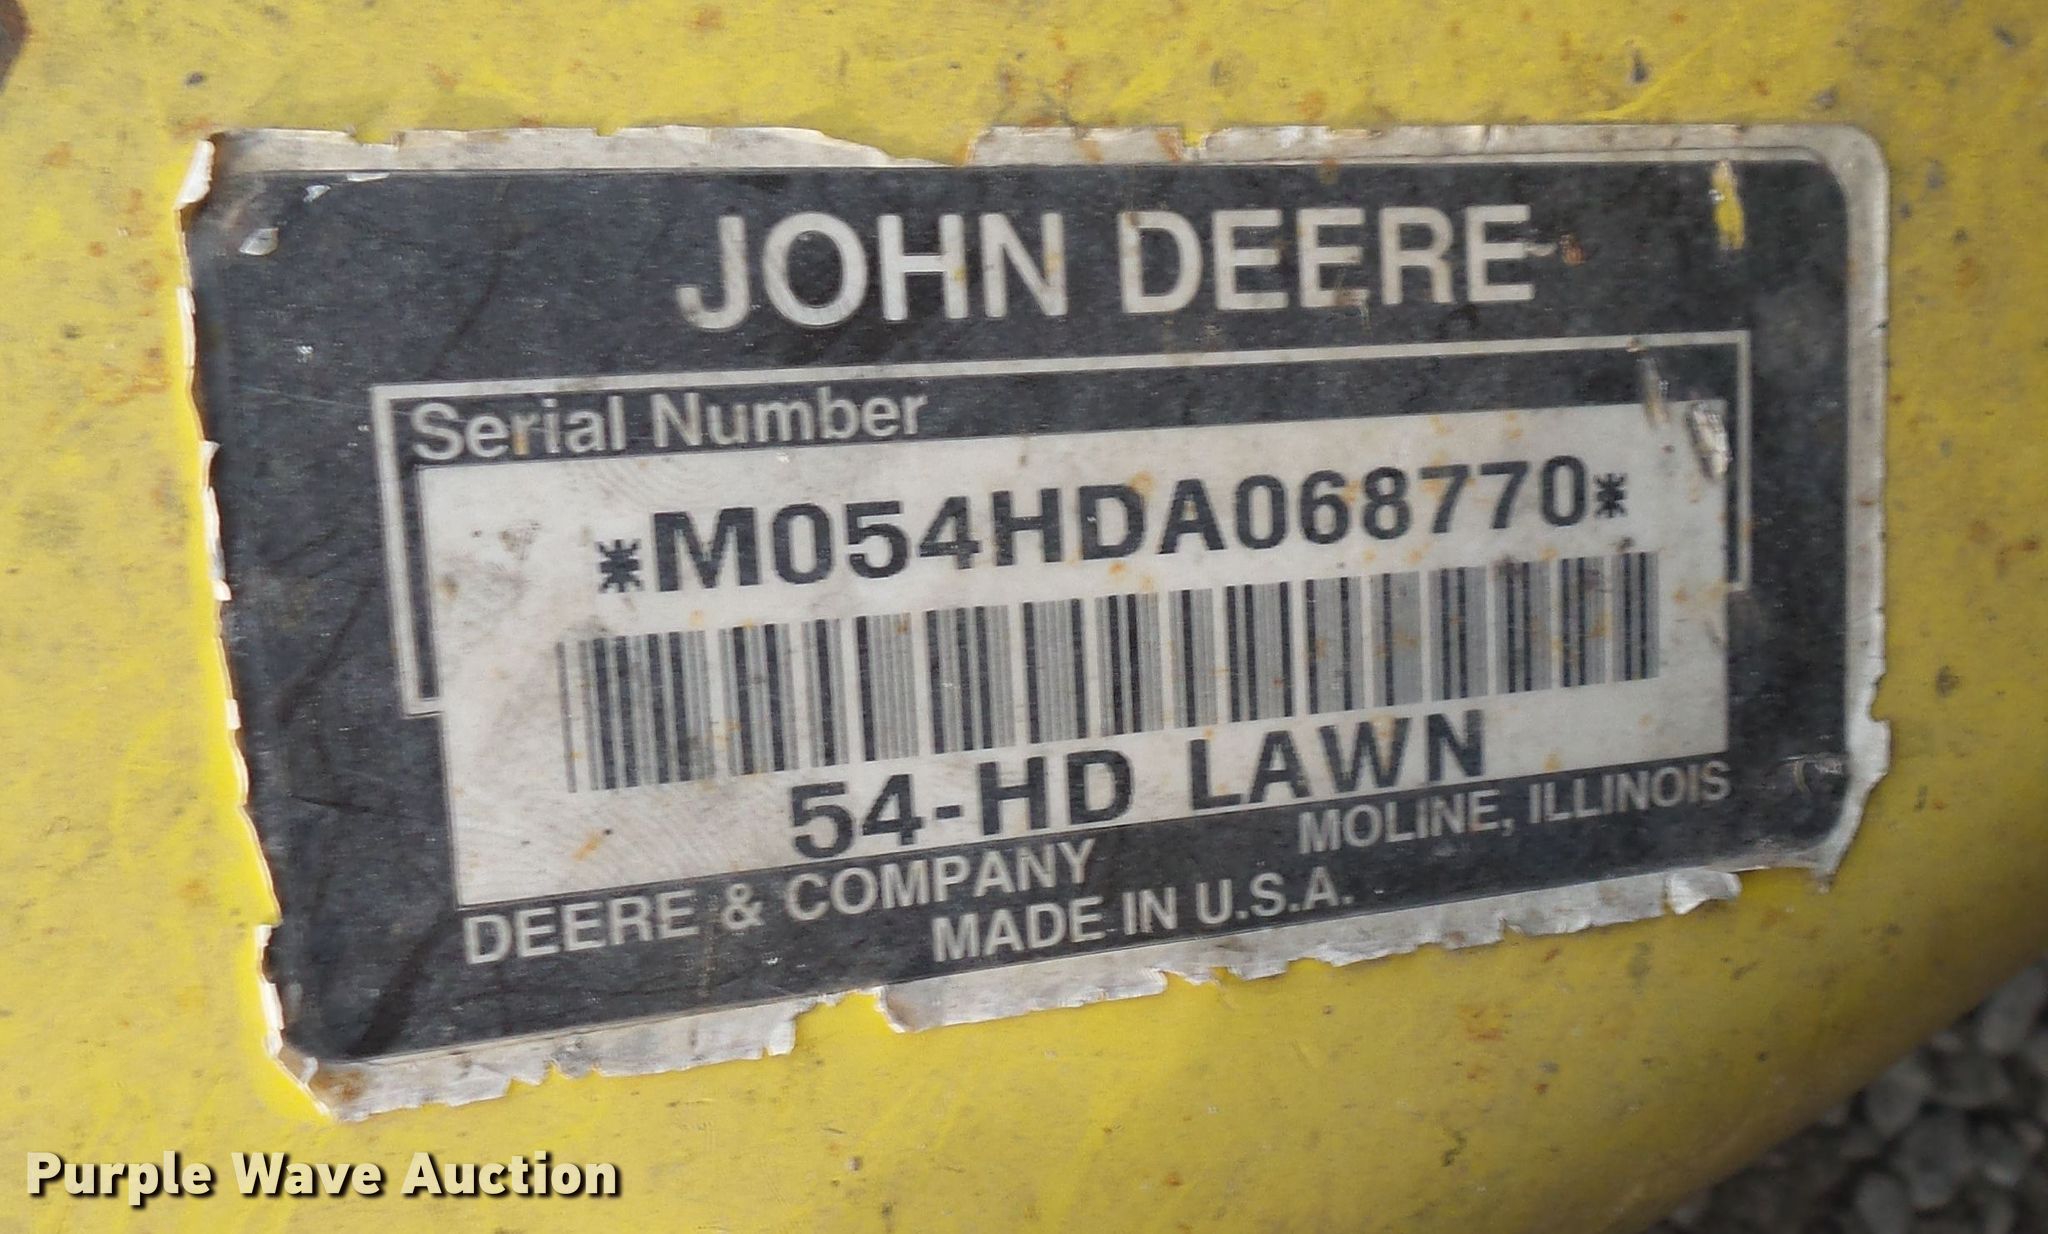 JOHN DEERE
Serial Number
*M054HDA068770*
54-HD LAWN
DEERE & COMPANY MOLINE, ILLINOIS
MADE IN U.S.A.
Purple Wave Auction